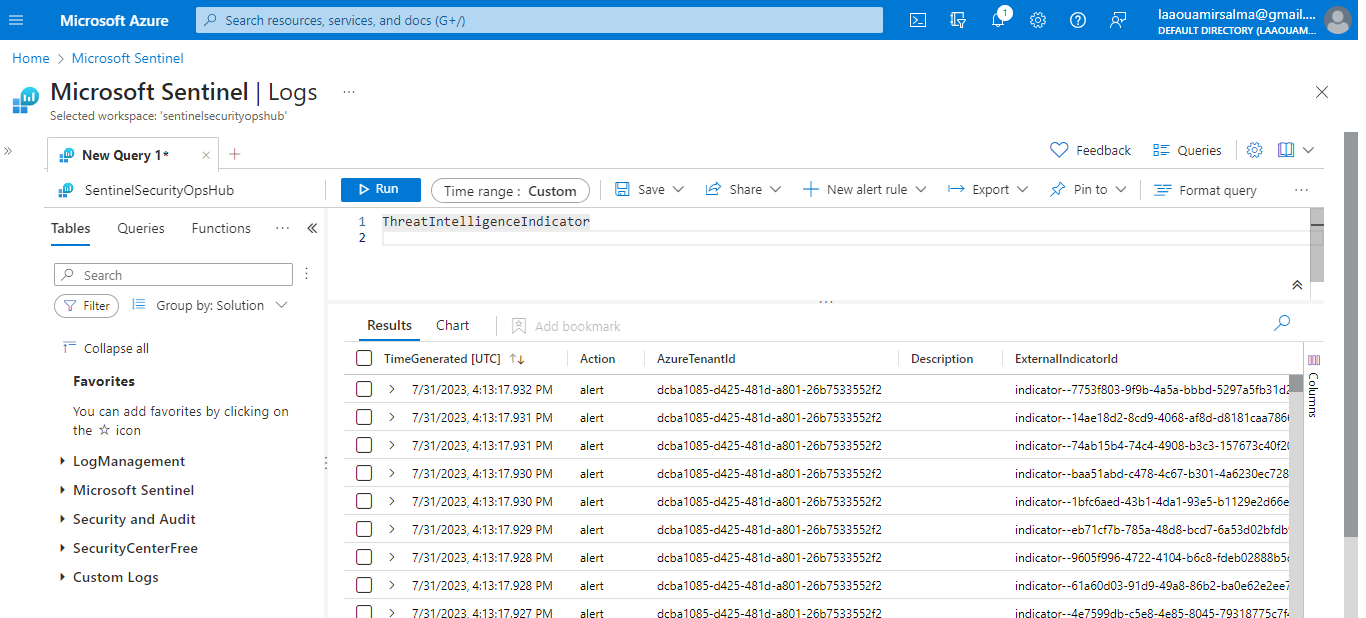 Microsoft Azure
Search resources, services, and docs (G+/)
1
laaouamirsalma@gmail....
DEFAULT DIRECTORY (LAAOUAM...
Home > Microsoft Sentinel
Microsoft Sentinel | Logs ...
Selected workspace: 'sentinelsecurityopshub'
New Query 1*
Feedback
Queries
SentinelSecurityOpsHub
Run
Time range : Custom
Save
Share
New alert rule
Export
Pin to
Format query
...
Tables
Queries
Functions
...
1 ThreatIntelligenceIndicator
2
Search
Filter
Group by: Solution
Collapse all
Favorites
You can add favorites by clicking on
the ☆ icon
LogManagement
Microsoft Sentinel
Security and Audit
SecurityCenterFree
Custom Logs
...
Results
Chart
Add bookmark
TimeGenerated [UTC] Action AzureTenantId Description ExternalIndicatorId
7/31/2023, 4:13:17.932 PM alert dcba1085-d425-481d-a801-26b7533552f2 indicator--7753f803-9f9b-4a5a-bbbd-5297a5fb31d2
7/31/2023, 4:13:17.931 PM alert dcba1085-d425-481d-a801-26b7533552f2 indicator--14ae18d2-8cd9-4068-af8d-d8181caa786
7/31/2023, 4:13:17.931 PM alert dcba1085-d425-481d-a801-26b7533552f2 indicator--74ab15b4-74c4-4908-b3c3-157673c40f20
7/31/2023, 4:13:17.930 PM alert dcba1085-d425-481d-a801-26b7533552f2 indicator--baa51abd-c478-4c67-b301-4a6230ec728
7/31/2023, 4:13:17.930 PM alert dcba1085-d425-481d-a801-26b7533552f2 indicator--1bfc6aed-43b1-4da1-93e5-b1129e2d66e
7/31/2023, 4:13:17.929 PM alert dcba1085-d425-481d-a801-26b7533552f2 indicator--eb71cf7b-785a-48d8-bcd7-6a53d02bfdb
7/31/2023, 4:13:17.928 PM alert dcba1085-d425-481d-a801-26b7533552f2 indicator--9605f996-4722-4104-b6c8-fdeb02888b5
7/31/2023, 4:13:17.928 PM alert dcba1085-d425-481d-a801-26b7533552f2 indicator--61a60d03-91d9-49a8-86b2-ba0e62e2ee7
7/31/2023, 4:13:17.927 PM alert dcba1085-d425-481d-a801-26b7533552f2 indicator--4e7599db-c5e8-4e85-8045-79318775c7f
Columns